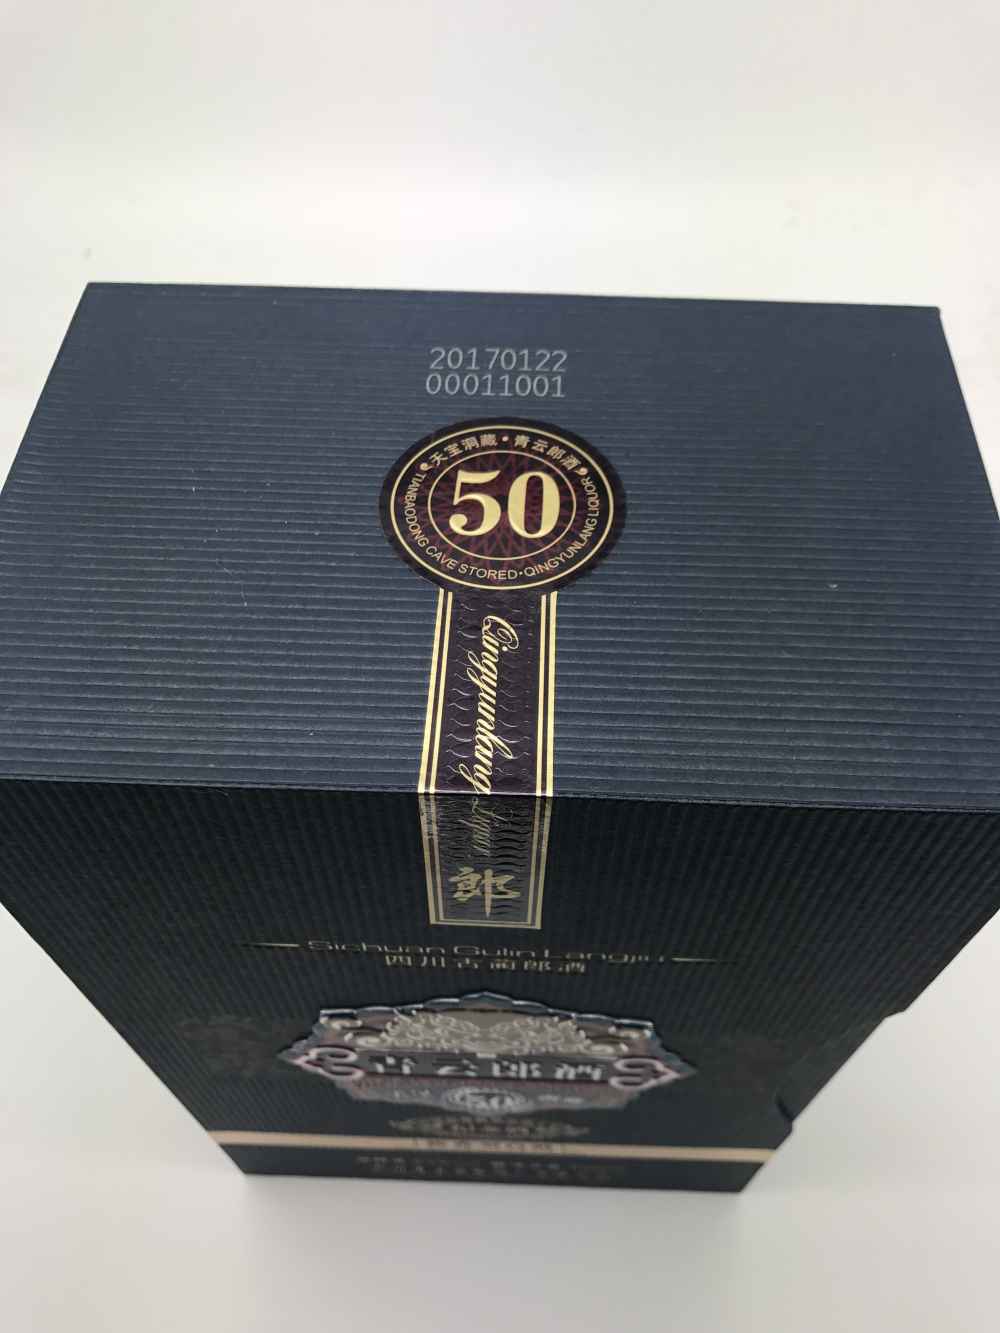 20170122
00011001
天宝洞藏·青云郎酒
50
TIANBAODONG CAVE STORED·QINGYUNLANG LIQUOR
Qingyunlang Liquor
郎
Sichuan Gulin Langjiu
四川古蔺郎酒
青云郎酒
50